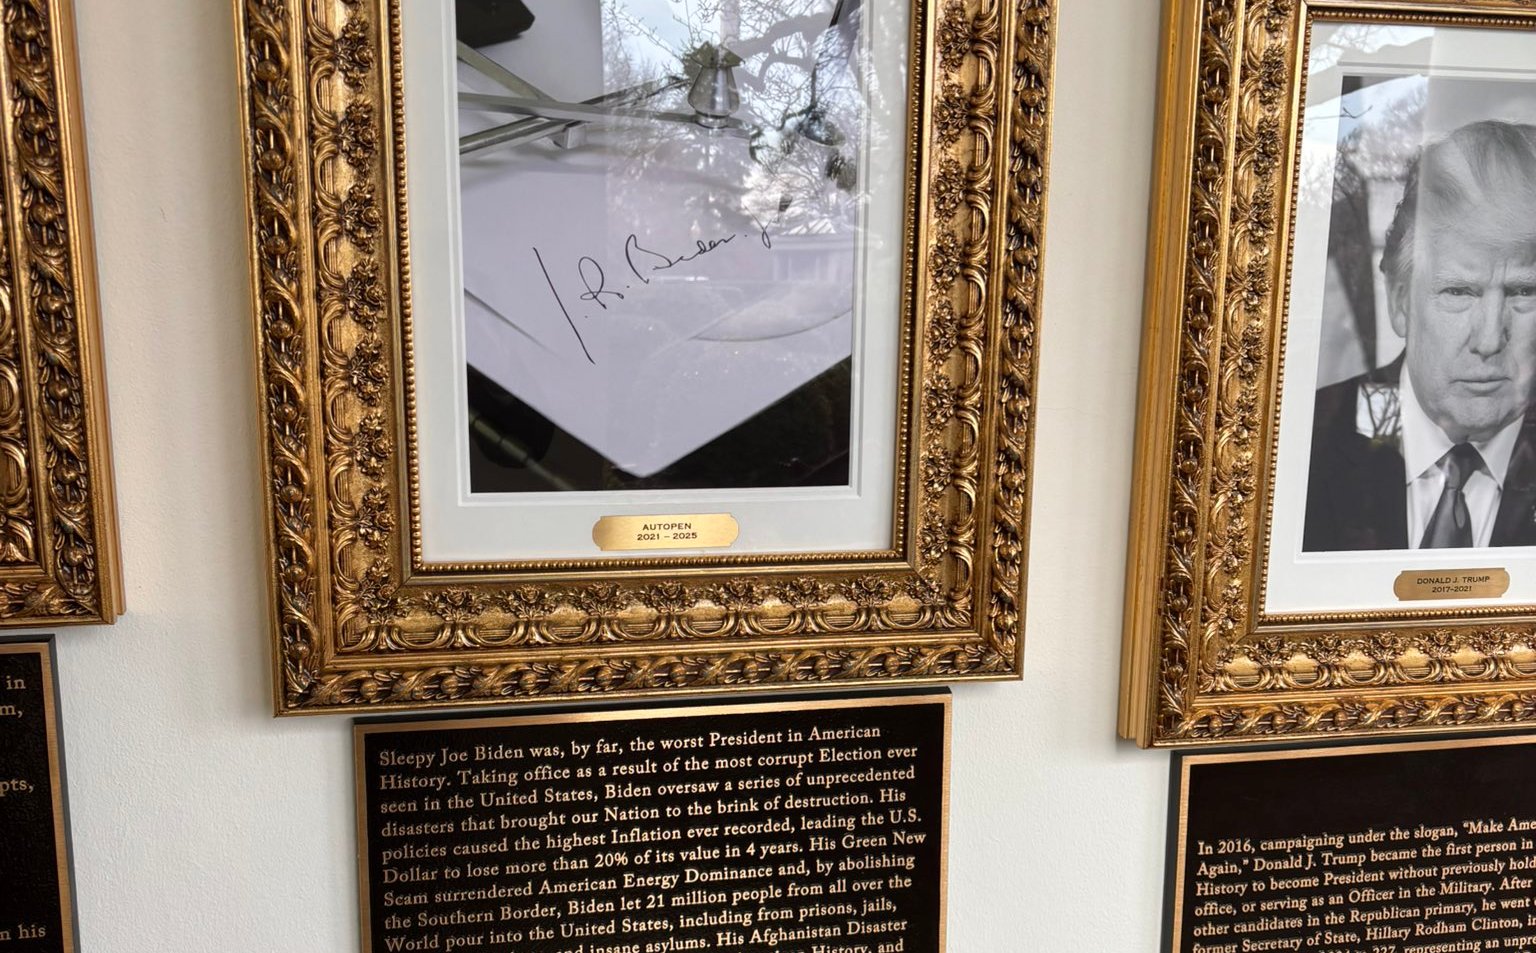 J. R. Biden. Jr
AUTOPEN
2021 – 2025
DONALD J. TRUMP
2017–2021
in
m,
pts,
n his
Sleepy Joe Biden was, by far, the worst President in American
History. Taking office as a result of the most corrupt Election ever
seen in the United States, Biden oversaw a series of unprecedented
disasters that brought our Nation to the brink of destruction. His
policies caused the highest Inflation ever recorded, leading the U.S.
Dollar to lose more than 20% of its value in 4 years. His Green New
Scam surrendered American Energy Dominance and, by abolishing
the Southern Border, Biden let 21 million people from all over the
World pour into the United States, including from prisons, jails,
and insane asylums. His Afghanistan Disaster
History, and
In 2016, campaigning under the slogan, “Make Ame
Again,” Donald J. Trump became the first person in
History to become President without previously hold
office, or serving as an Officer in the Military. After
other candidates in the Republican primary, he went
former Secretary of State, Hillary Rodham Clinton, in
227, representing an unpre